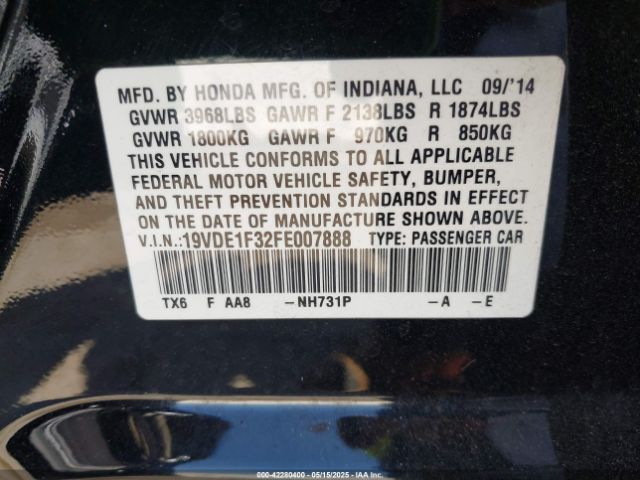 MFD. BY HONDA MFG. OF INDIANA, LLC 09/'14
GVWR 3968LBS GAWR F 2138LBS R 1874LBS
GVWR 1800KG GAWR F 970KG R 850KG
THIS VEHICLE CONFORMS TO ALL APPLICABLE
FEDERAL MOTOR VEHICLE SAFETY, BUMPER,
AND THEFT PREVENTION STANDARDS IN EFFECT
ON THE DATE OF MANUFACTURE SHOWN ABOVE.
V.I.N.:19VDE1F32FE007888 TYPE: PASSENGER CAR
TX6 F AA8 -NH731P -A -E
000-42280400 - 05/15/2025 - IAA Inc.